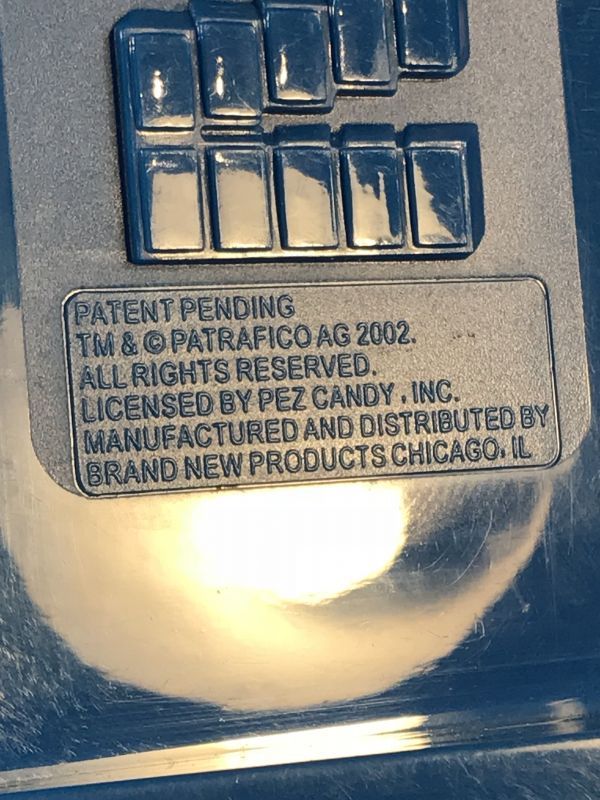 PATENT PENDING
TM & © PATRAFICO AG 2002.
ALL RIGHTS RESERVED.
LICENSED BY PEZ CANDY, INC.
MANUFACTURED AND DISTRIBUTED BY
BRAND NEW PRODUCTS CHICAGO, IL